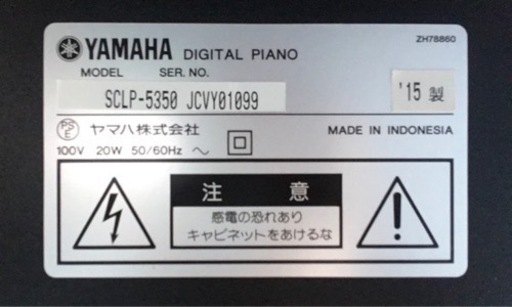 ZH78860
YAMAHA DIGITAL PIANO
MODEL SER. NO.
SCLP-5350 JCVY01099
'15 製
PSE ヤマハ株式会社
MADE IN INDONESIA
100V 20W 50/60Hz ～
注意
感電の恐れあり
キャビネットをあけるな